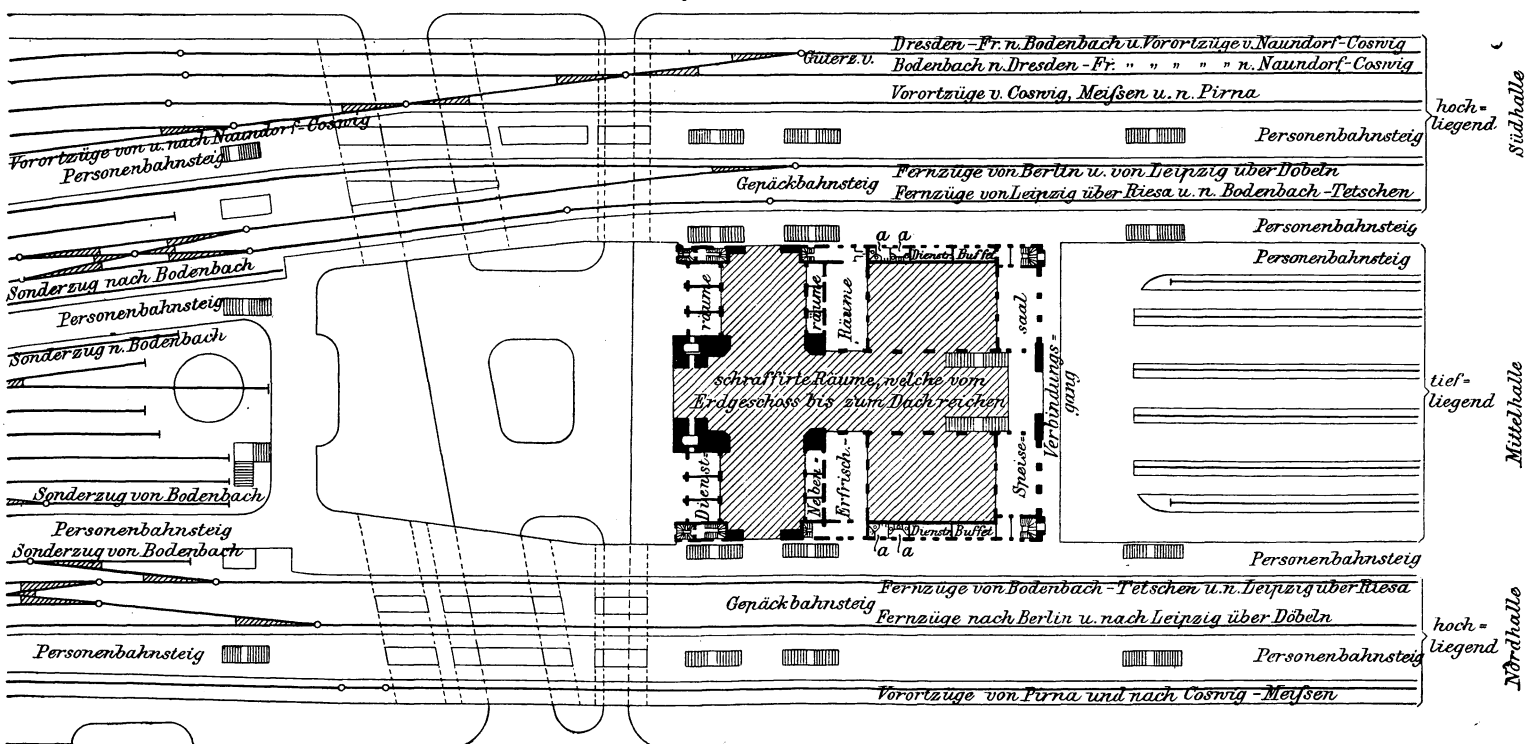 Güterz. v. Dresden-Fr. n. Bodenbach u. Vorortzüge v. Naundorf-Coswig
Bodenbach n. Dresden-Fr. " " " " " n. Naundorf-Coswig
Vorortzüge v. Coswig, Meißen u. n. Pirna
hoch=
liegend
Südhalle
Personenbahnsteig
Vorortzüge von u. nach Naundorf-Coswig
Personenbahnsteig
Fernzüge von Berlin u. von Leipzig über Döbeln
Gepäckbahnsteig
Fernzüge von Leipzig über Riesa u. n. Bodenbach-Tetschen
Personenbahnsteig
a a
Dienstr. Buffet
Personenbahnsteig
Sonderzug nach Bodenbach
Personenbahnsteig
Sonderzug n. Bodenbach
räume
räume
Räume
saal
Verbindungs=
gang
schraffirte Räume, welche vom
Erdgeschoss bis zum Dach reichen
tief=
liegend
Mittelhalle
Dienst=
Neben=
Erfrisch.-
Speise=
Sonderzug von Bodenbach
Personenbahnsteig
Sonderzug von Bodenbach
Dienstr. Buffet
a a
Personenbahnsteig
Fernzüge von Bodenbach-Tetschen u. n. Leipzig über Riesa
Gepäckbahnsteig
Fernzüge nach Berlin u. nach Leipzig über Döbeln
hoch=
liegend
Nordhalle
Personenbahnsteig
Personenbahnsteig
Vorortzüge von Pirna und nach Coswig-Meißen